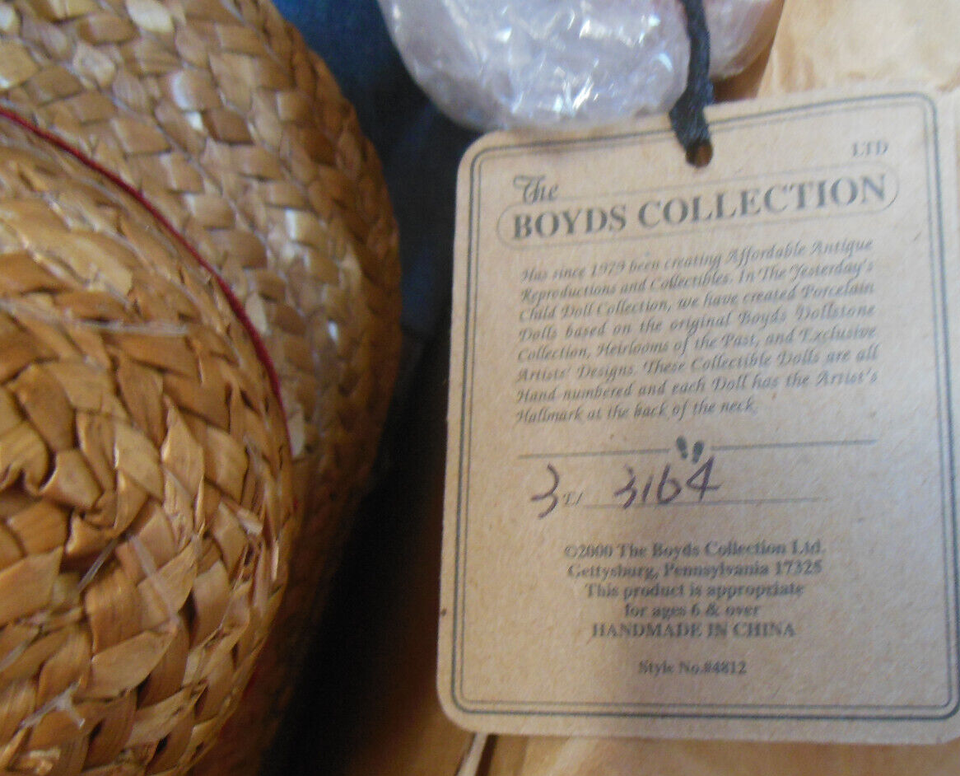 The
LTD
BOYDS COLLECTION
Has since 1979 been creating Affordable Antique
Reproductions and Collectibles. In The Yesterday's
Child Doll Collection, we have created Porcelain
Dolls based on the original Boyds Dollstone
Collection, Heirlooms of the Past, and Exclusive
Artists' Designs. These Collectible Dolls are all
Hand-numbered and each Doll has the Artist's
Hallmark at the back of the neck.
3E/ 3164
©2000 The Boyds Collection Ltd.
Gettysburg, Pennsylvania 17325
This product is appropriate
for ages 6 & over
HANDMADE IN CHINA
Style No.#4812